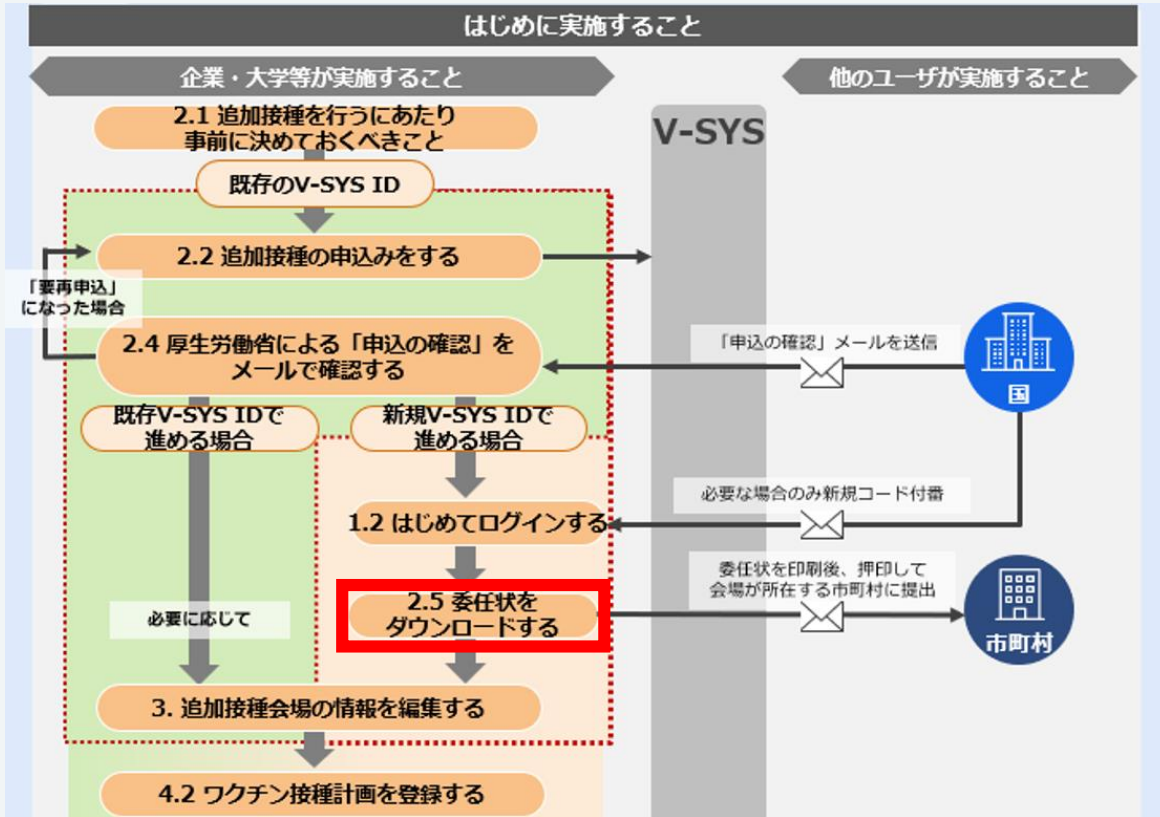 はじめに実施すること
企業・大学等が実施すること
他のユーザが実施すること
2.1 追加接種を行うにあたり
事前に決めておくべきこと
V-SYS
既存のV-SYS ID
2.2 追加接種の申込みをする
「要再申込」
になった場合
2.4 厚生労働省による「申込の確認」を
メールで確認する
「申込の確認」メールを送信
国
既存V-SYS IDで
進める場合
新規V-SYS IDで
進める場合
必要な場合のみ新規コード付番
1.2 はじめてログインする
委任状を印刷後、押印して
会場が所在する市町村に提出
2.5 委任状を
ダウンロードする
必要に応じて
市町村
3. 追加接種会場の情報を編集する
4.2 ワクチン接種計画を登録する